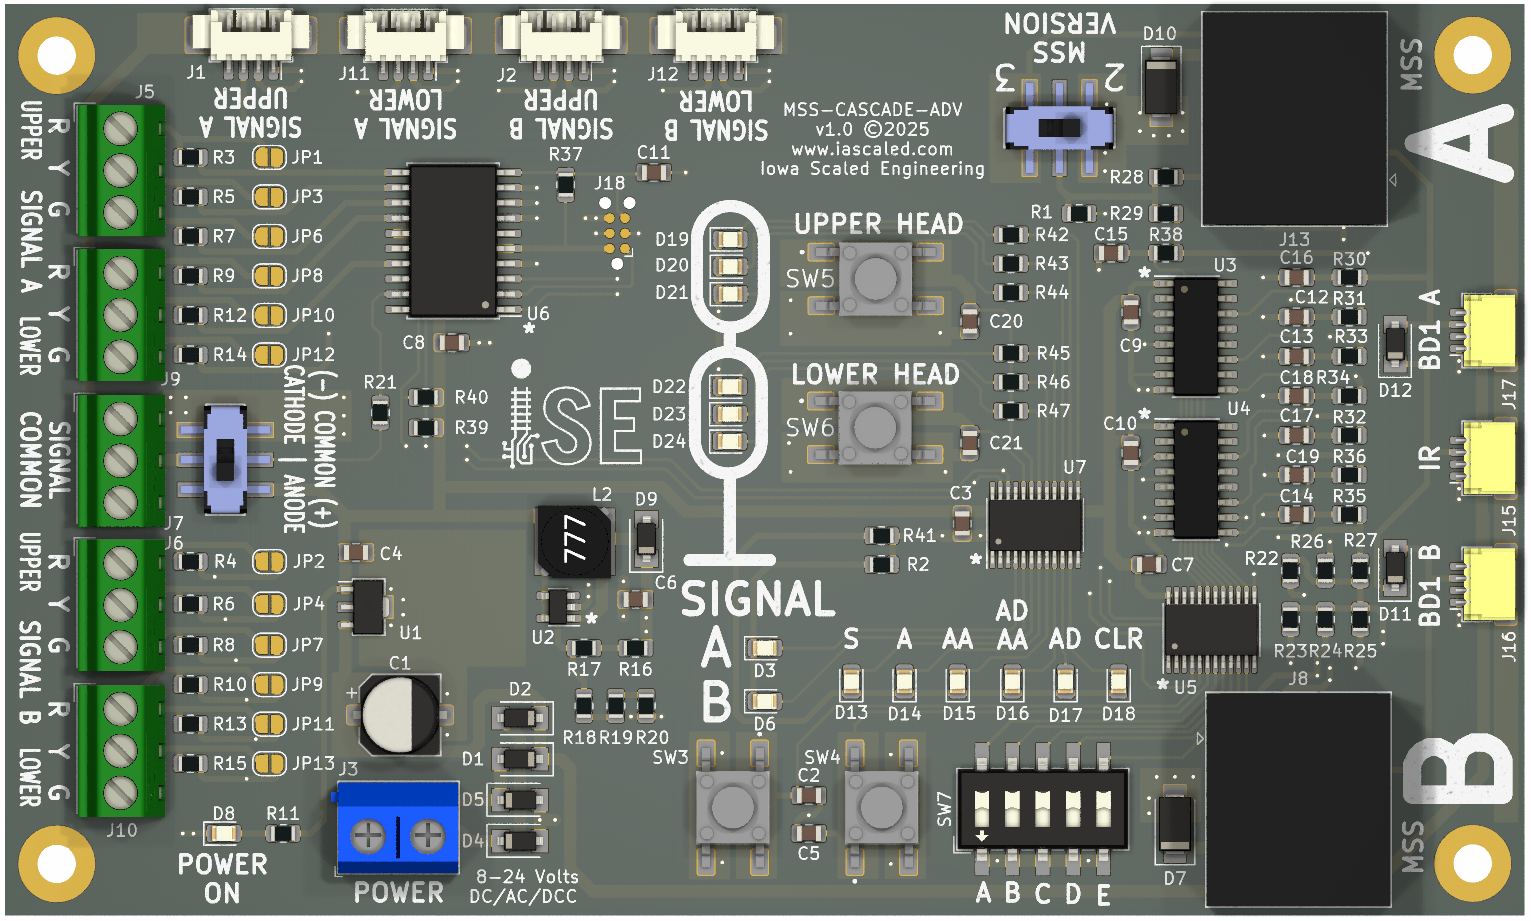 J1
J11
J2
J12
UPPER
SIGNAL A
LOWER
SIGNAL A
UPPER
SIGNAL B
LOWER
SIGNAL B
MSS
VERSION
3 2
D10
MSS
A
MSS-CASCADE-ADV
v1.0 ©2025
www.iascaled.com
Iowa Scaled Engineering
J5
UPPER SIGNAL A LOWER
R
Y
G
R
Y
G
R3 JP1
R5 JP3
R7 JP6
R9 JP8
R12 JP10
R14 JP12
J9
R37
C11
J18
U6
*
C8
R21
R40
R39
SE
D19
D20
D21
D22
D23
D24
UPPER HEAD
SW5
C20
LOWER HEAD
SW6
C21
R28
R1
R29
C15
R38
R42
R43
R44
R45
R46
R47
J13
U3
*
C9
U4
*
C10
C16 R30
C12 R31
C13 R33
C18 R34
C17 R32
C19 R36
C14 R35
D12
BD1 A
J17
IR
J15
BD1 B
J16
D11
SIGNAL
COMMON
(-) COMMON (+)
CATHODE | ANODE
J7
J6
UPPER SIGNAL B LOWER
R
Y
G
R
Y
G
R4 JP2
R6 JP4
R8 JP7
R10 JP9
R13 JP11
R15 JP13
J10
C4
U1
L2
777
D9
C6
U2
*
R17
R16
R18
R19
R20
C1
+
D2
D1
D5
D4
J3
POWER
8-24 Volts
DC/AC/DCC
D8
R11
POWER
ON
SIGNAL
A
D3
B
D6
SW3
SW4
C2
C5
R41
R2
C3
U7
*
C7
R22
R26
R27
R23
R24
R25
U5
*
J8
S A AA AD
AA AD CLR
D13 D14 D15 D16 D17 D18
SW7
A B C D E
D7
MSS
B